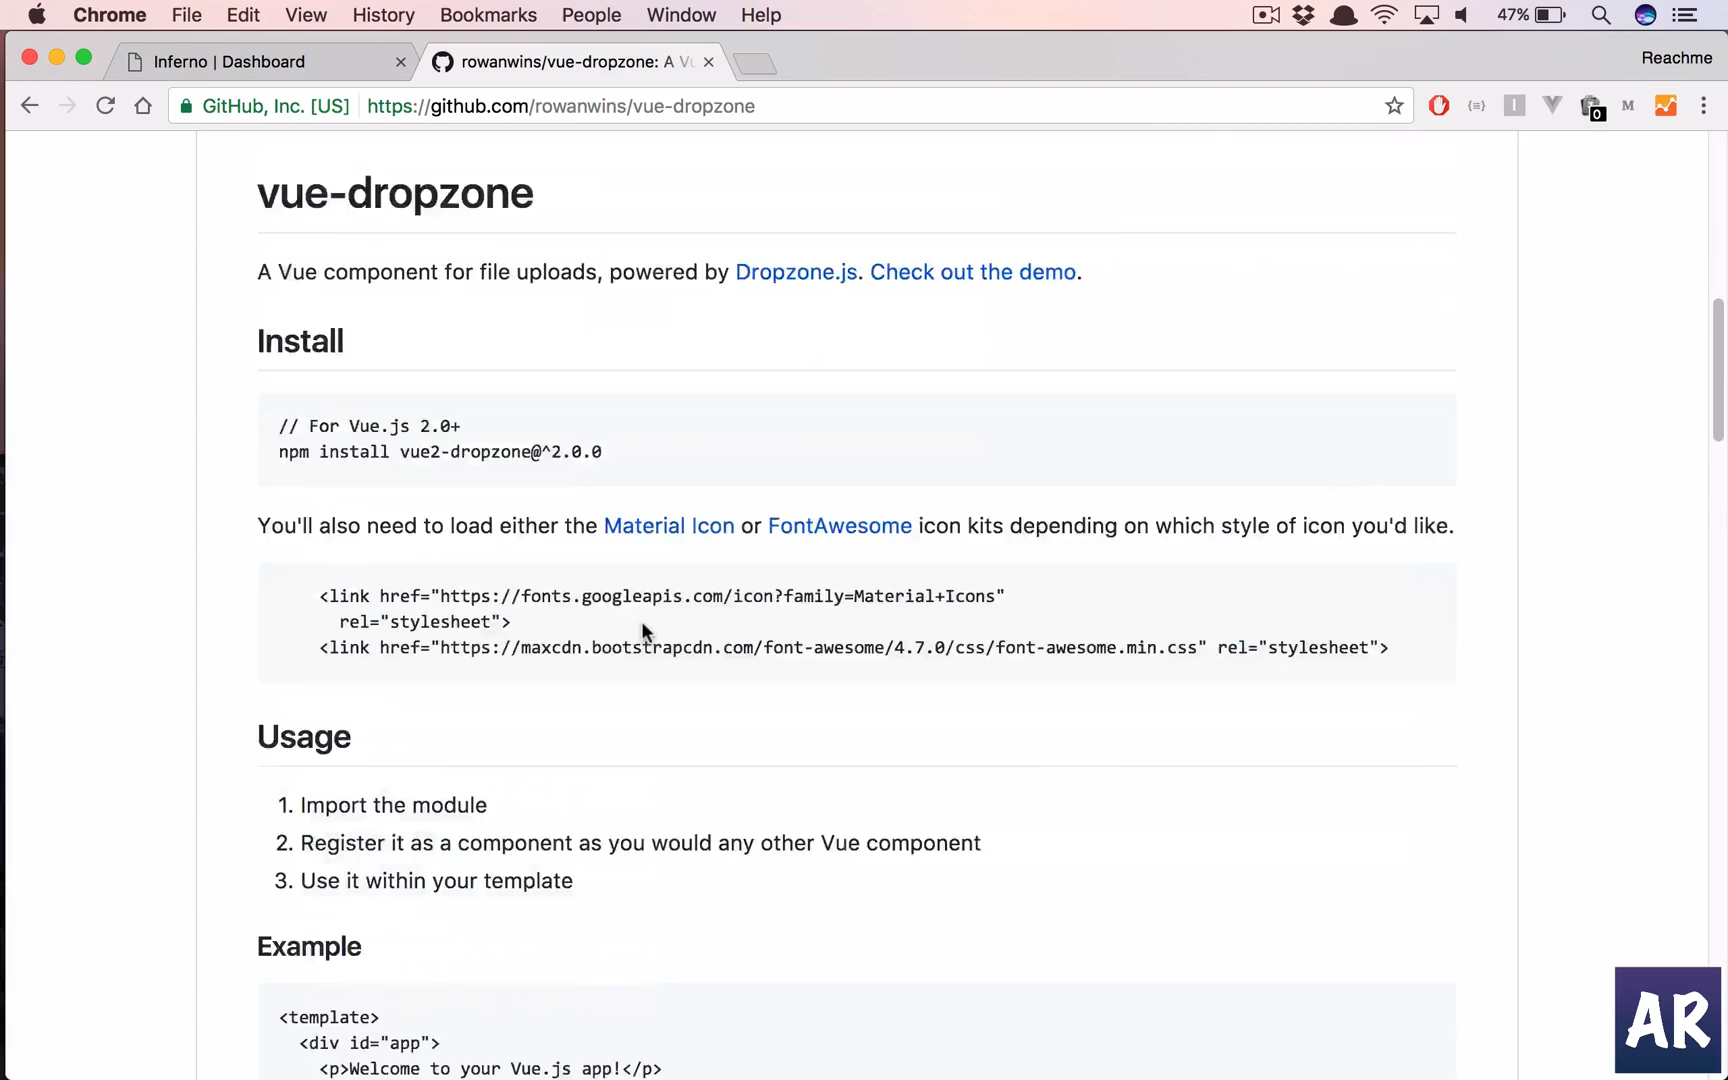 Chrome File Edit View History Bookmarks People Window Help 47%
Inferno | Dashboard rowanwins/vue-dropzone: A Vu Reachme
GitHub, Inc. [US] https://github.com/rowanwins/vue-dropzone 0 M
vue-dropzone
A Vue component for file uploads, powered by Dropzone.js. Check out the demo.
Install
// For Vue.js 2.0+
npm install vue2-dropzone@^2.0.0
You'll also need to load either the Material Icon or FontAwesome icon kits depending on which style of icon you'd like.
<link href="https://fonts.googleapis.com/icon?family=Material+Icons"
rel="stylesheet">
<link href="https://maxcdn.bootstrapcdn.com/font-awesome/4.7.0/css/font-awesome.min.css" rel="stylesheet">
Usage
1. Import the module
2. Register it as a component as you would any other Vue component
3. Use it within your template
Example
<template>
<div id="app">
<p>Welcome to your Vue.js app!</p>
AR